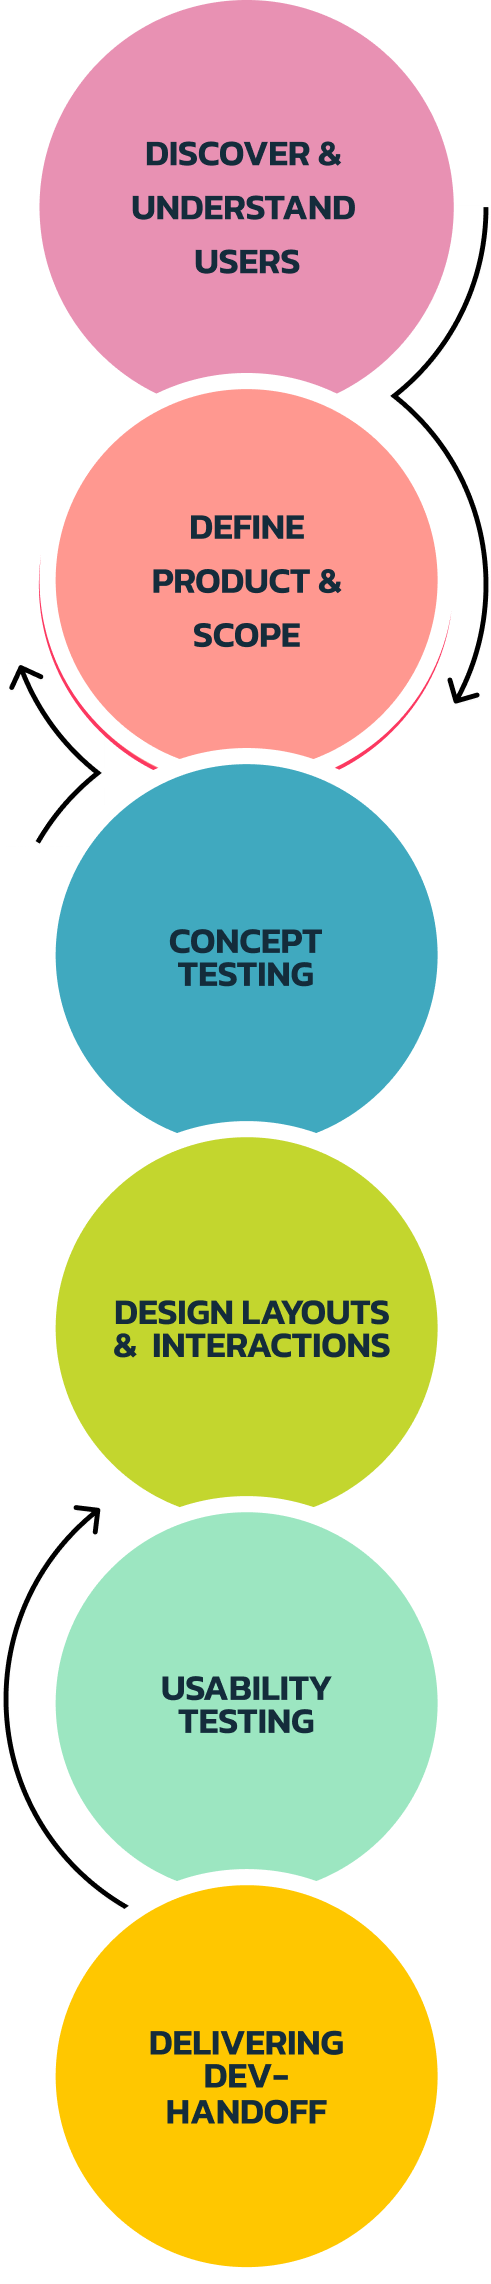 DISCOVER &
UNDERSTAND
USERS
DEFINE
PRODUCT &
SCOPE
CONCEPT
TESTING
DESIGN LAYOUTS
& INTERACTIONS
USABILITY
TESTING
DELIVERING
DEV-
HANDOFF